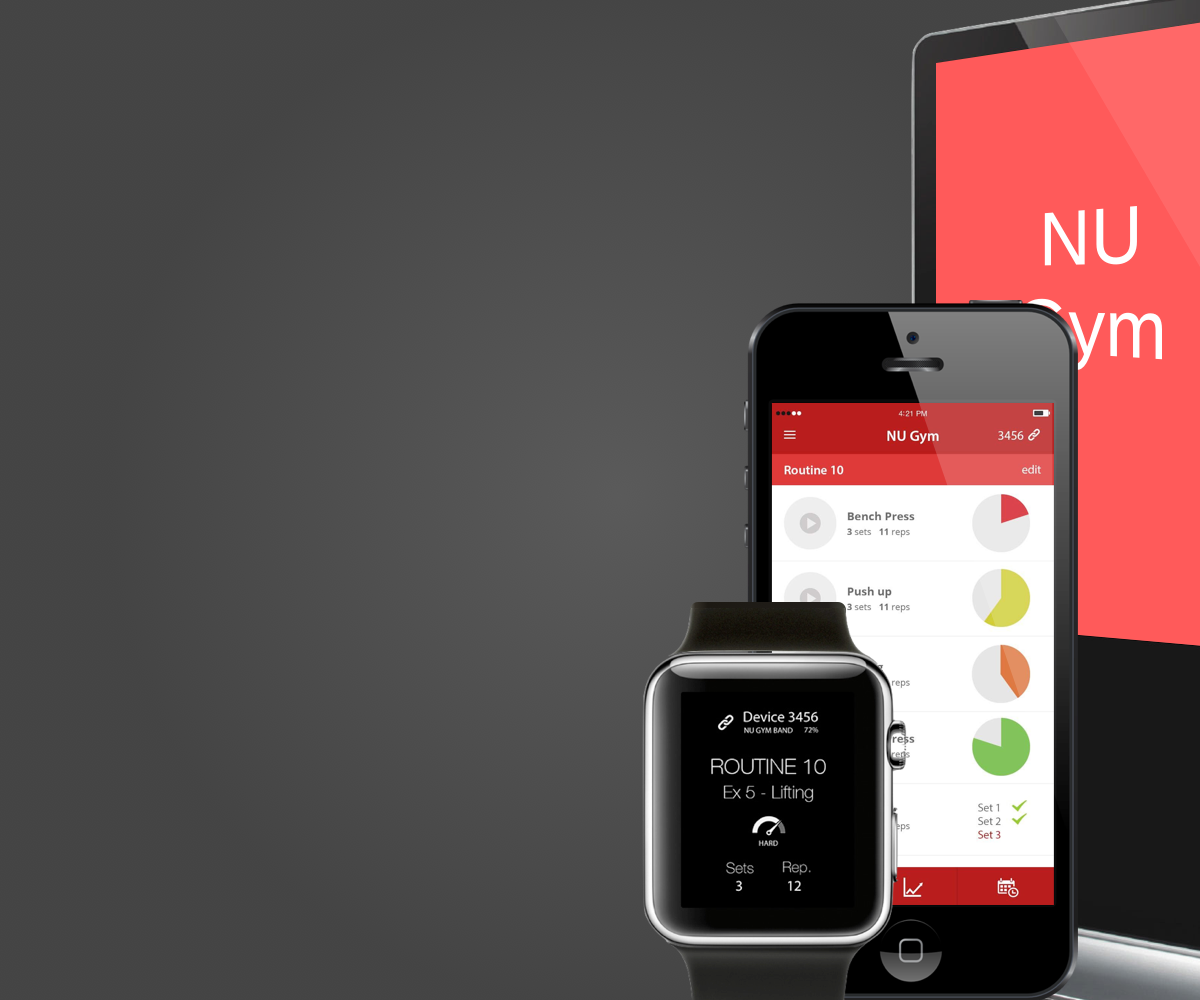 NU
Gym
4:21 PM
NU Gym
3456
Routine 10
edit
Bench Press
3 sets 11 reps
Push up
3 sets 11 reps
reps
reps
Set 1
Set 2
Set 3
Device 3456
NU GYM BAND 72%
ROUTINE 10
Ex 5 - Lifting
HARD
Sets Rep.
3 12